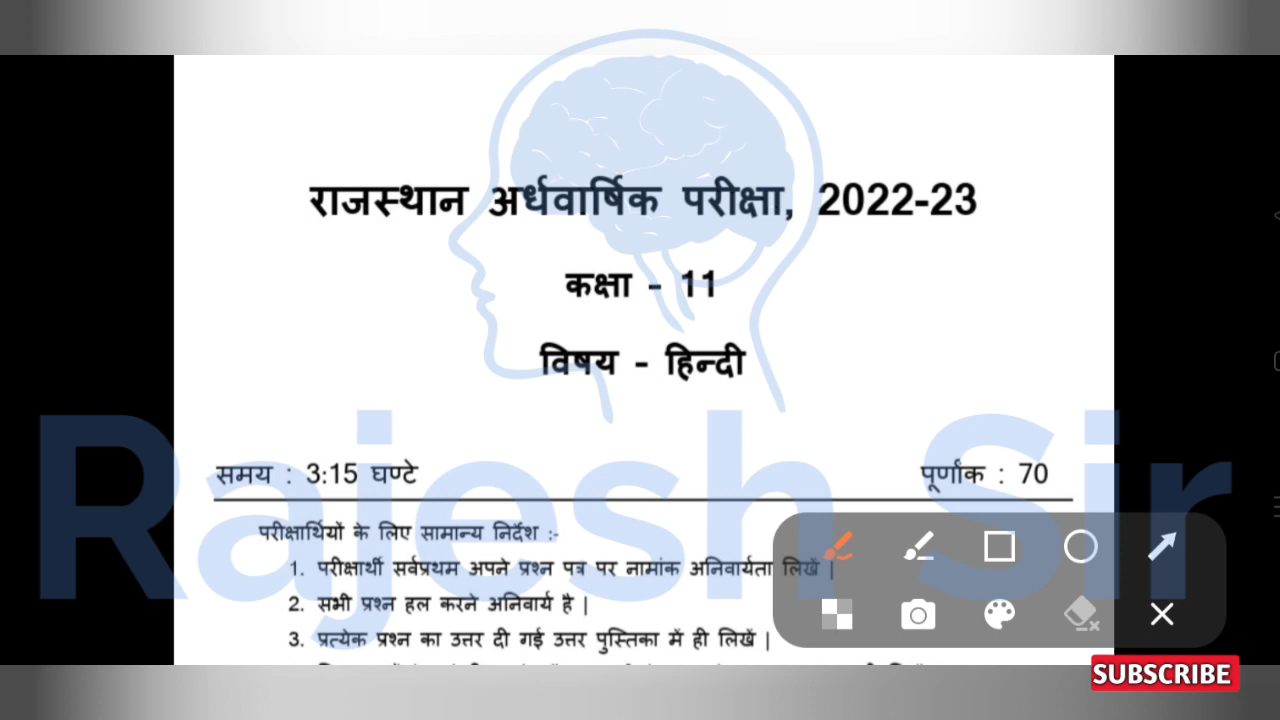 राजस्थान अर्धवार्षिक परीक्षा, 2022-23
कक्षा - 11
विषय - हिन्दी
Rajesh Sir
समय : 3:15 घण्टे पूर्णांक : 70
परीक्षार्थियों के लिए सामान्य निर्देश :-
1. परीक्षार्थी सर्वप्रथम अपने प्रश्न पत्र पर नामांक अनिवार्यता लिखें |
2. सभी प्रश्न हल करने अनिवार्य है |
3. प्रत्येक प्रश्न का उत्तर दी गई उत्तर पुस्तिका में ही लिखें |
SUBSCRIBE